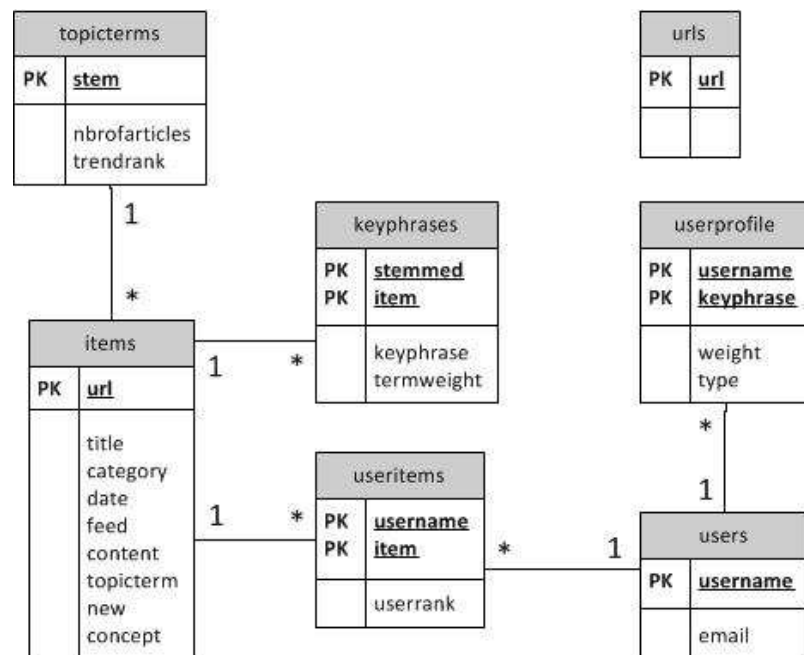 topicterms
PK stem
nbrofarticles
trendrank
urls
PK url
1
*
keyphrases
PK stemmed
PK item
keyphrase
termweight
userprofile
PK username
PK keyphrase
weight
type
items
PK url
title
category
date
feed
content
topicterm
new
concept
1 *
1 *
useritems
PK username
PK item
userrank
* 1
*
1
users
PK username
email